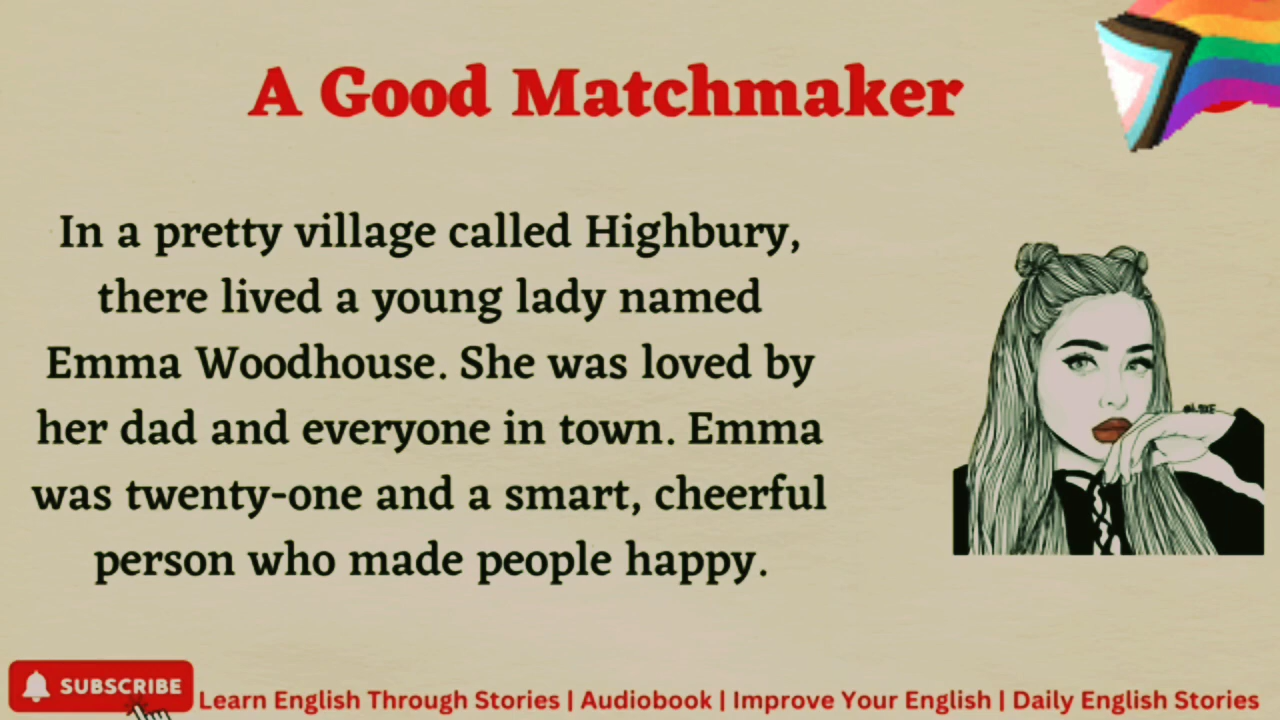 A Good Matchmaker
In a pretty village called Highbury,
there lived a young lady named
Emma Woodhouse. She was loved by
her dad and everyone in town. Emma
was twenty-one and a smart, cheerful
person who made people happy.
SUBSCRIBE
Learn English Through Stories | Audiobook | Improve Your English | Daily English Stories